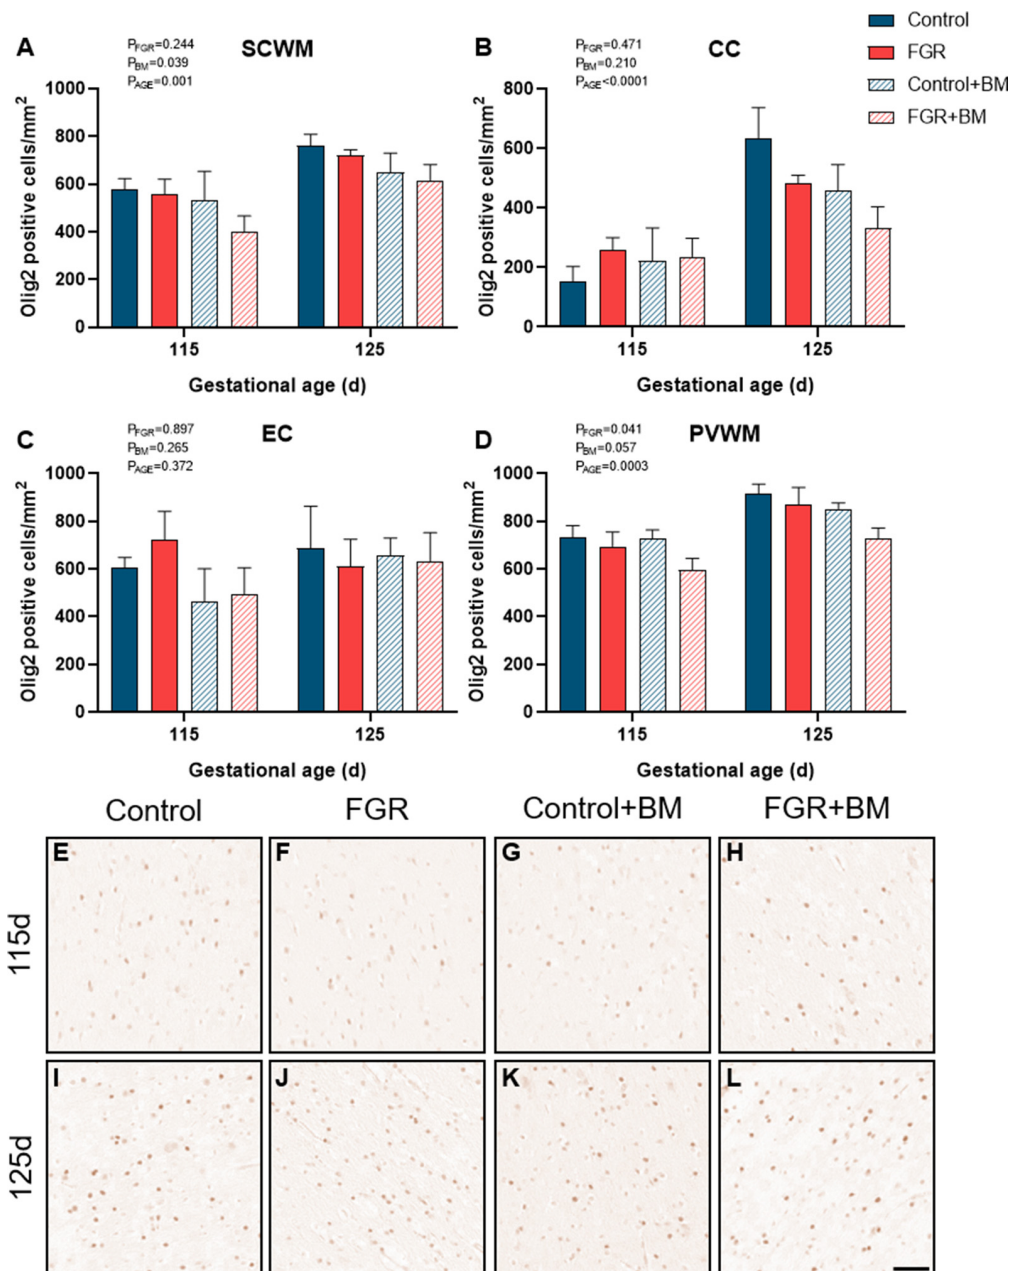 Control
FGR
Control+BM
FGR+BM
A
PFGR=0.244
PBM=0.039
PAGE=0.001
SCWM
Olig2 positive cells/mm2
1000
800
600
400
200
0
115
125
Gestational age (d)
B
PFGR=0.471
PBM=0.210
PAGE<0.0001
CC
Olig2 positive cells/mm2
800
600
400
200
0
115
125
Gestational age (d)
C
PFGR=0.897
PBM=0.265
PAGE=0.372
EC
Olig2 positive cells/mm2
1000
800
600
400
200
0
115
125
Gestational age (d)
D
PFGR=0.041
PBM=0.057
PAGE=0.0003
PVWM
Olig2 positive cells/mm2
1000
800
600
400
200
0
115
125
Gestational age (d)
Control
FGR
Control+BM
FGR+BM
115d
E
F
G
H
125d
I
J
K
L